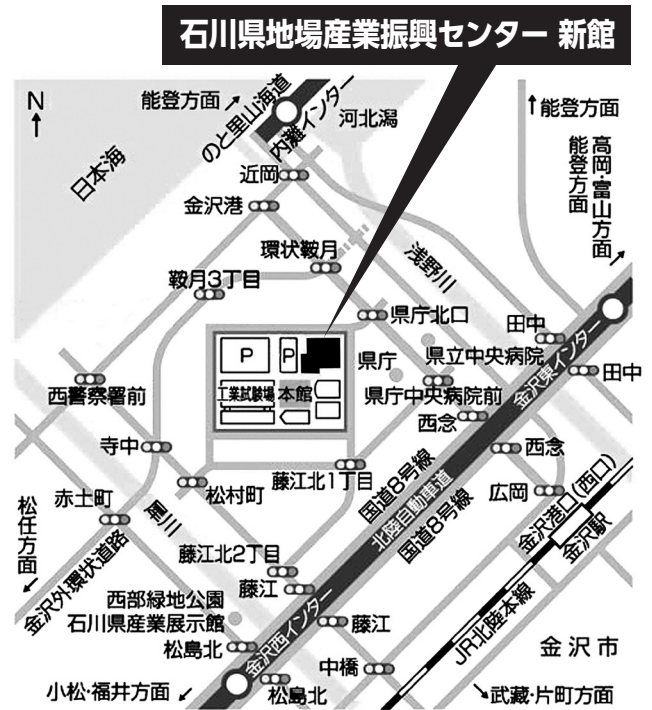 石川県地場産業振興センター 新館
N
能登方面
のと里山海道
内灘インター
河北潟
能登方面
高岡・富山方面
能登方面
日本海
近岡
金沢港
環状鞍月
浅野川
鞍月3丁目
県庁北口
田中
県立中央病院
金沢東インター
P
P
県庁
田中
西警察署前
工業試験場
本館
県庁中央病院前
西念
寺中
西念
藤江北1丁目
国道8号線
北陸自動車道
国道8号線
松村町
広岡
金沢港口(西口)
金沢駅
赤土町
松任方面
犀川
金沢外環状道路
藤江北2丁目
藤江
西部緑地公園
石川県産業展示館
藤江
JR北陸本線
金沢市
松島北
金沢西インター
中橋
小松・福井方面
松島北
武蔵・片町方面